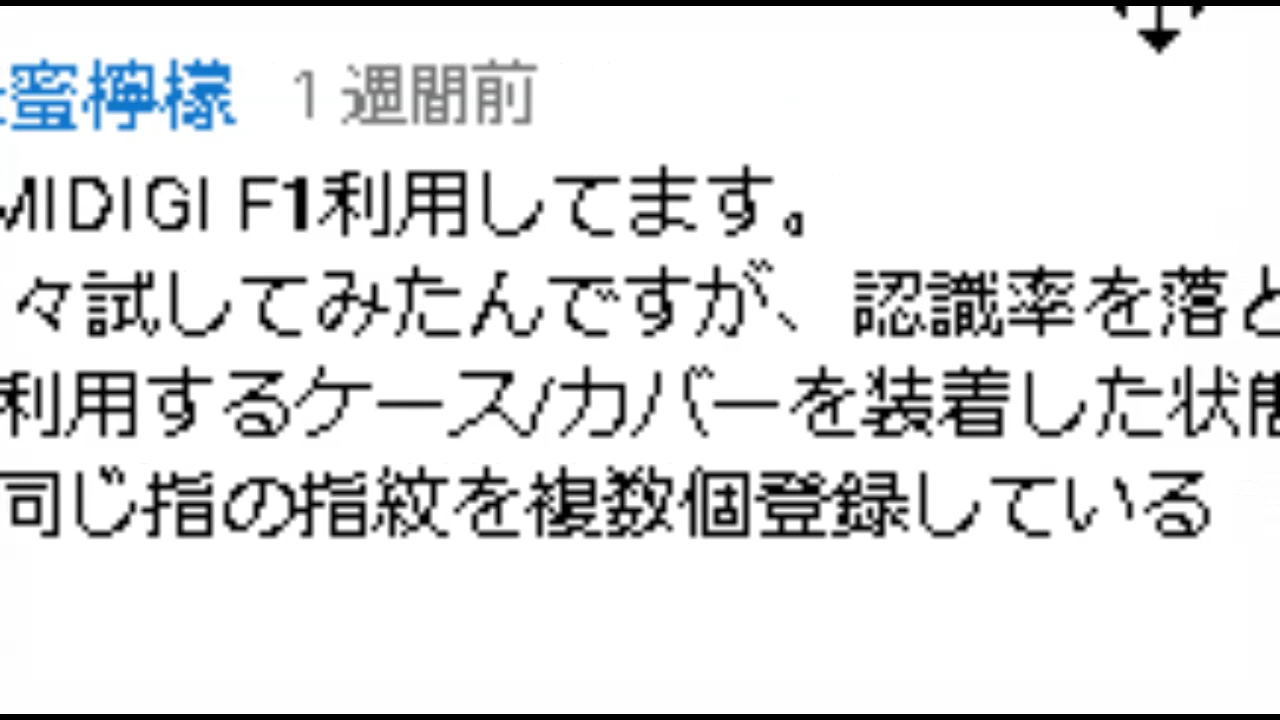 蜜檸檬 1 週間前
MIDIGI F1利用してます。
々試してみたんですが、認識率を落と
利用するケース/カバーを装着した状態
同じ指の指紋を複数個登録している